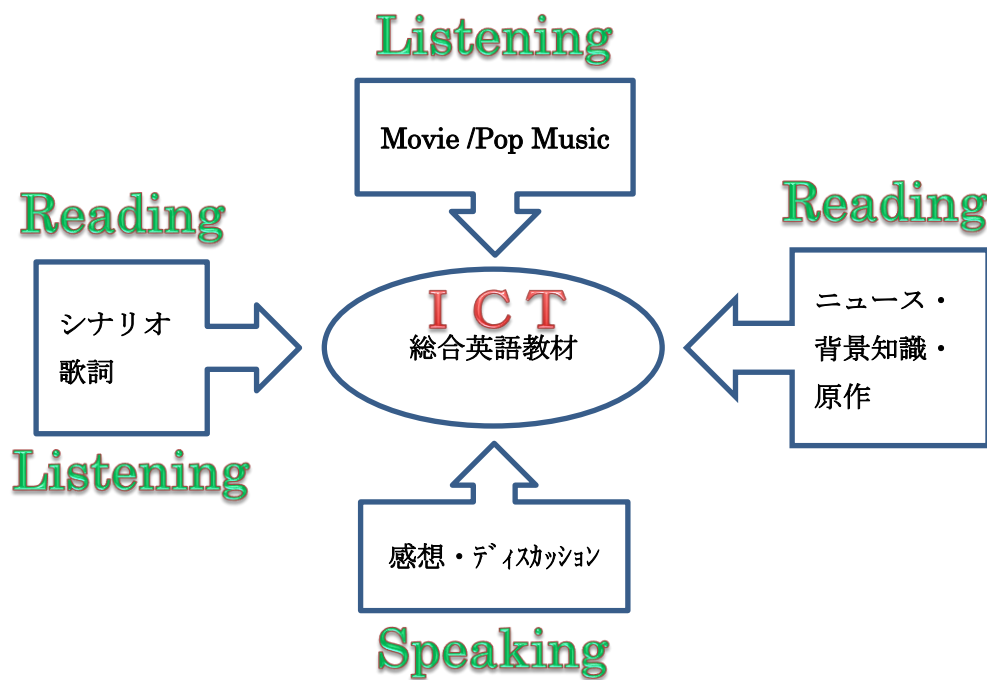 Listening
Movie /Pop Music
Reading
シナリオ
歌詞
Listening
ＩＣＴ
総合英語教材
Reading
ニュース・
背景知識・
原作
感想・ﾃﾞｨｽｶｯｼｮﾝ
Speaking